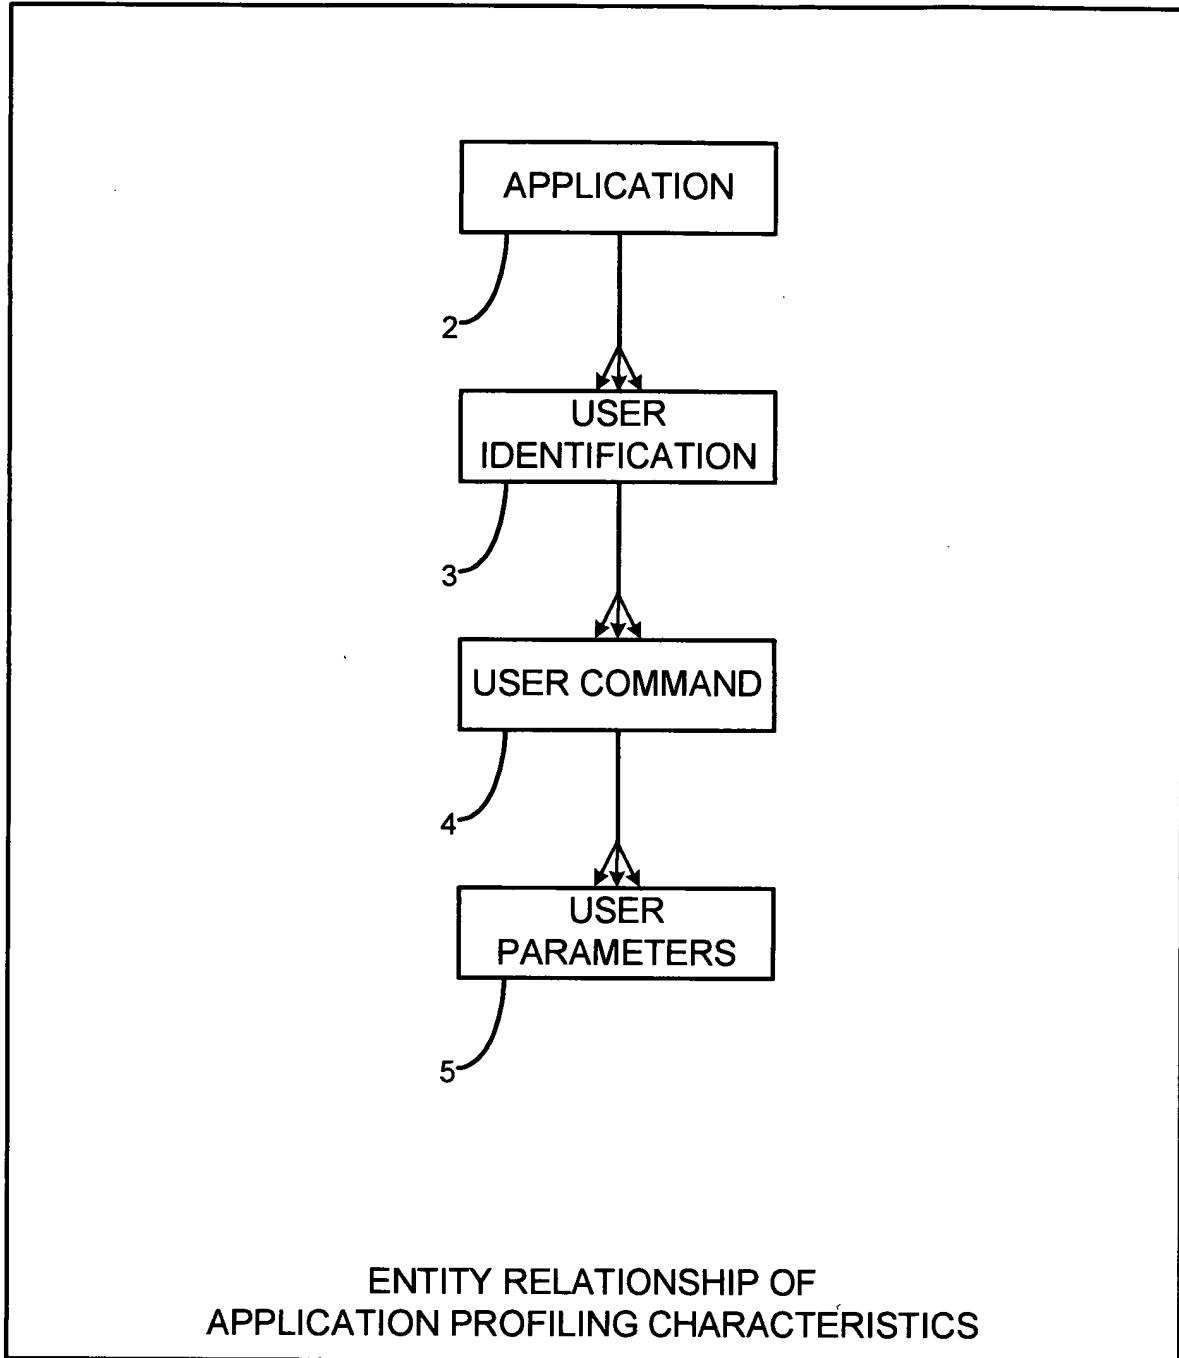 APPLICATION
2
USER
IDENTIFICATION
3
USER COMMAND
4
USER
PARAMETERS
5
ENTITY RELATIONSHIP OF
APPLICATION PROFILING CHARACTERISTICS